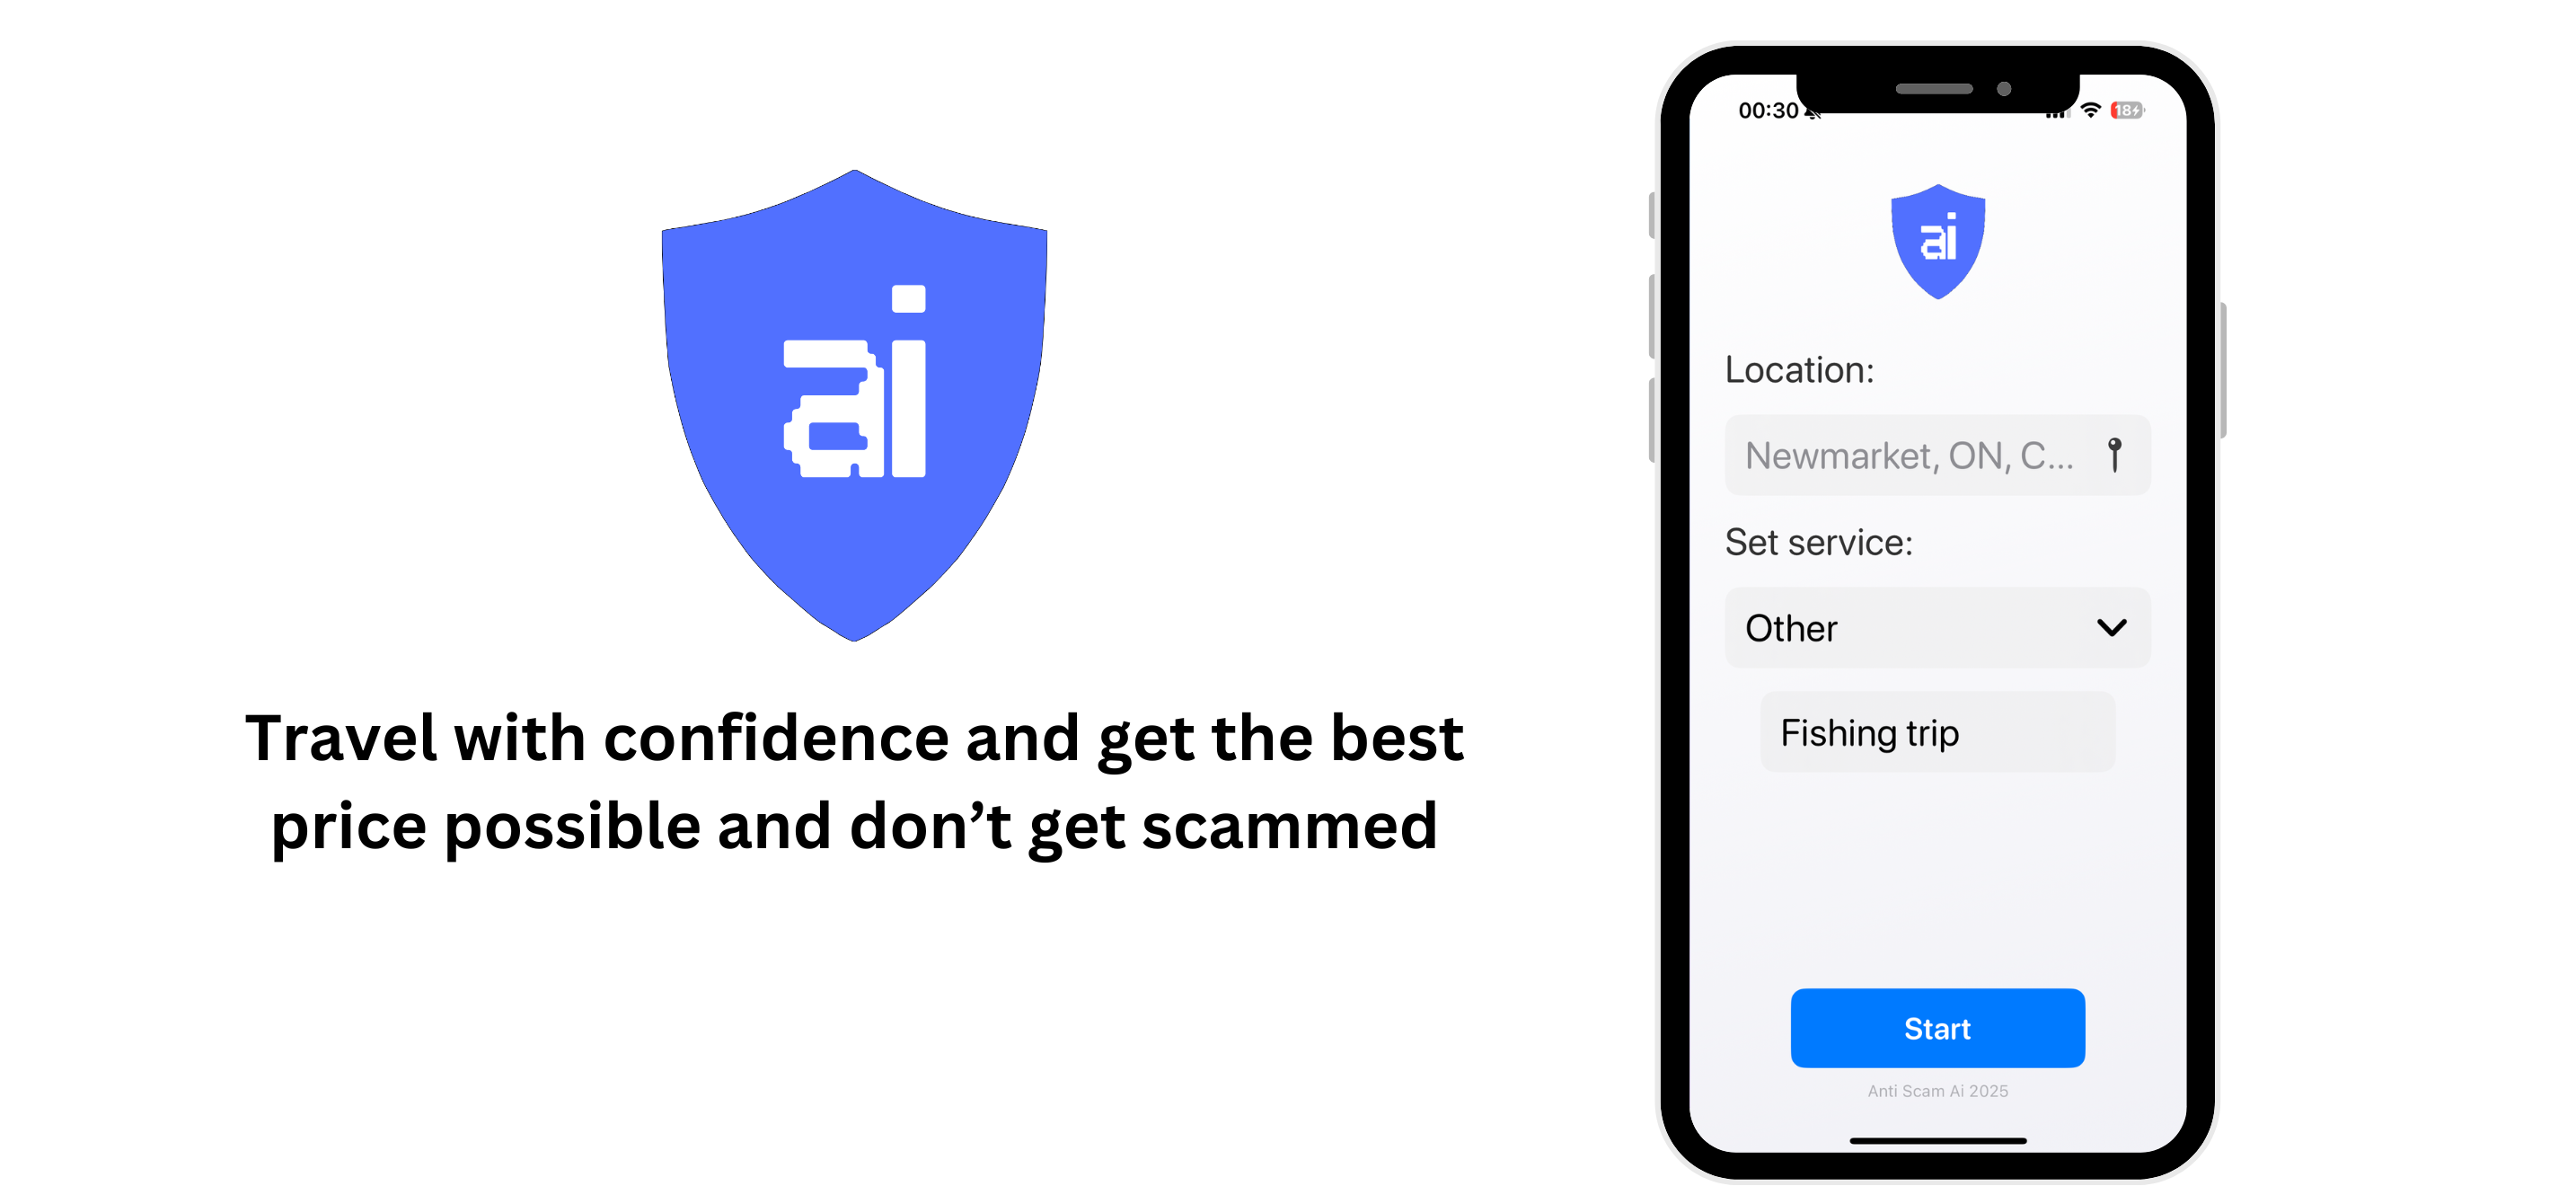 ai
Travel with confidence and get the best
price possible and don’t get scammed
00:30
18
ai
Location:
Newmarket, ON, C...
Set service:
Other
Fishing trip
Start
Anti Scam Ai 2025